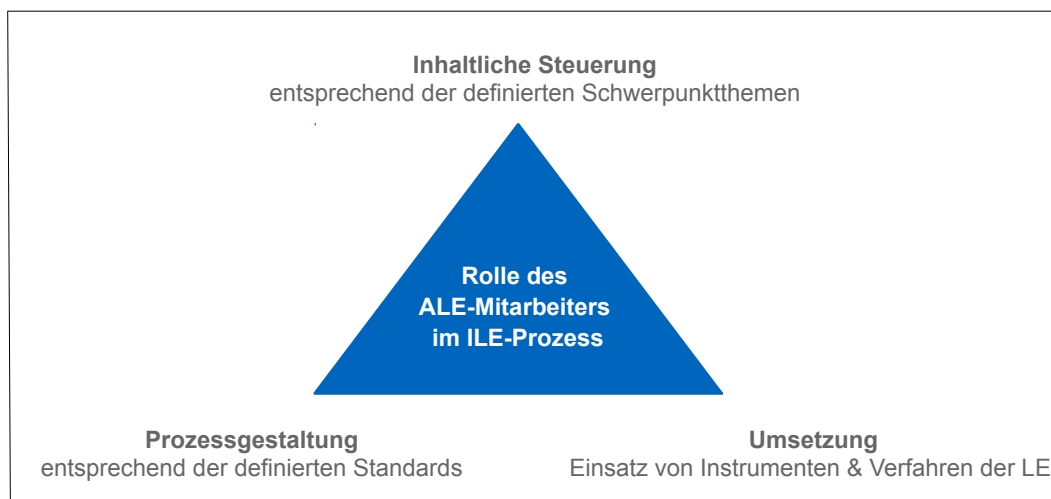 Inhaltliche Steuerung
entsprechend der definierten Schwerpunktthemen
Rolle des
ALE-Mitarbeiters
im ILE-Prozess
Prozessgestaltung
entsprechend der definierten Standards
Umsetzung
Einsatz von Instrumenten & Verfahren der LE